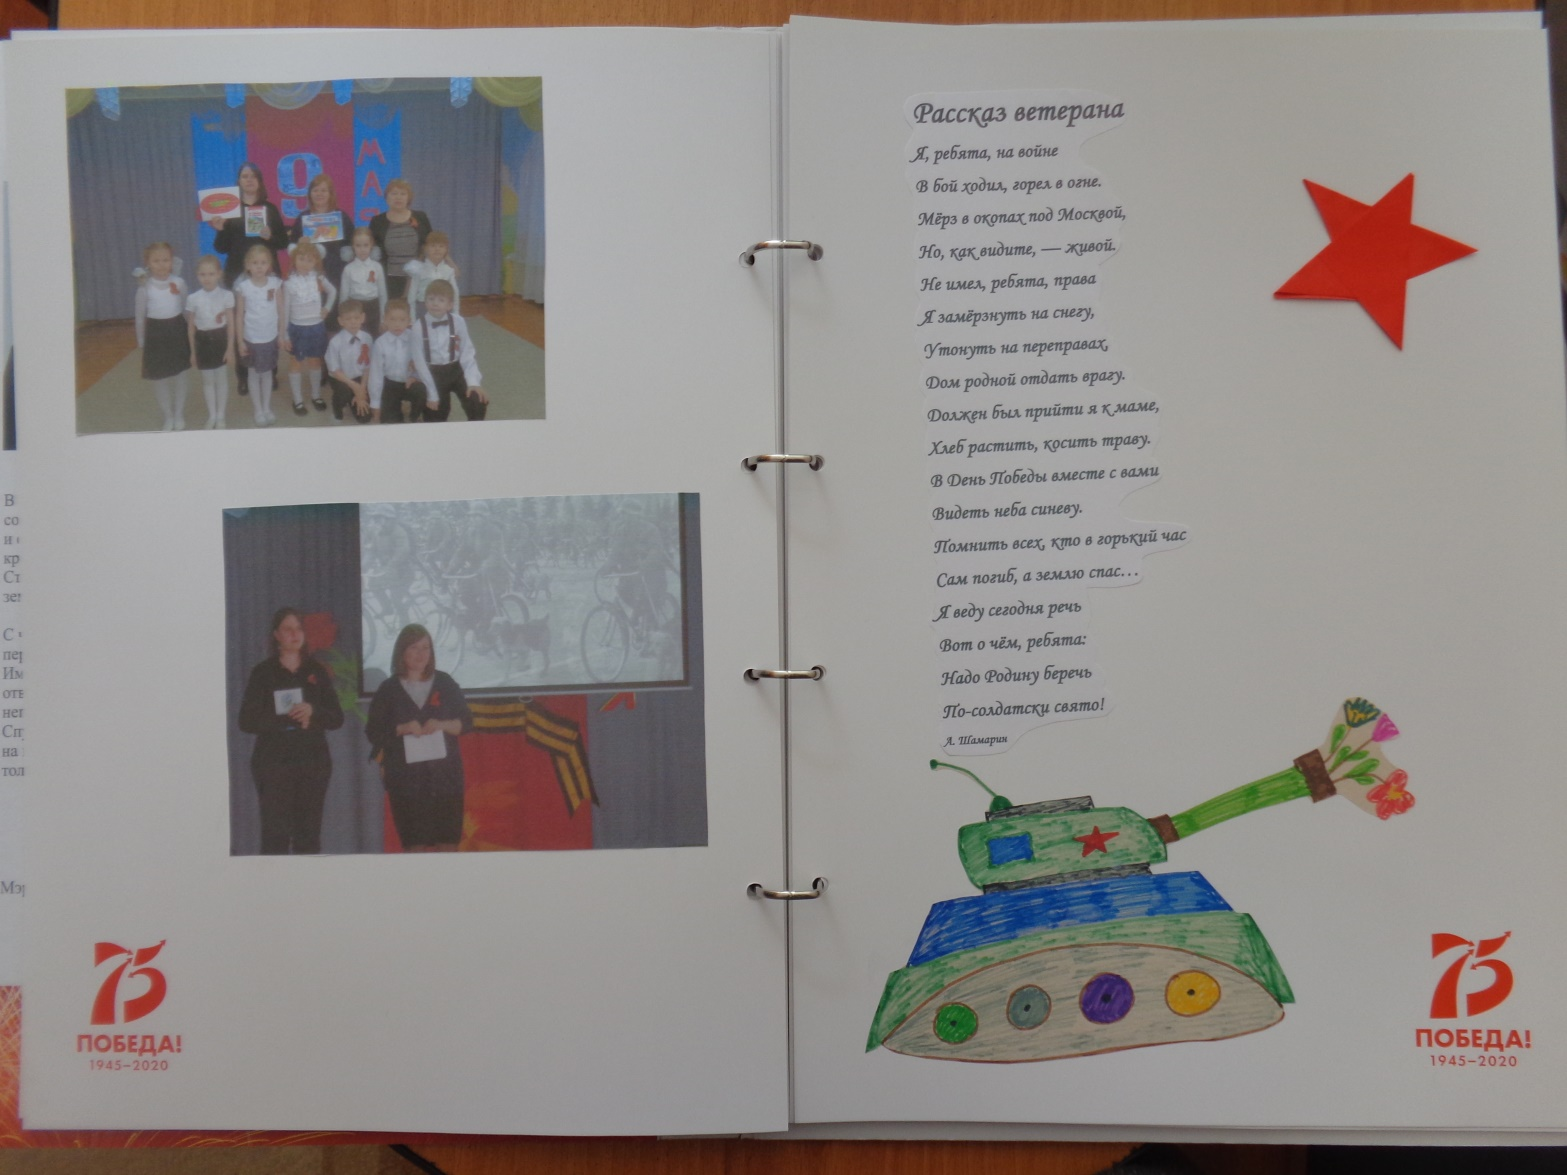 9
МАЯ
75
ПОБЕДА!
1945–2020
Рассказ ветерана
Я, ребята, на войне
В бой ходил, горел в огне.
Мёрз в окопах под Москвой,
Но, как видите, — живой.
Не имел, ребята, права
Я замёрзнуть на снегу,
Утонуть на переправах,
Дом родной отдать врагу.
Должен был прийти я к маме,
Хлеб растить, косить траву.
В День Победы вместе с вами
Видеть неба синеву.
Помнить всех, кто в горький час
Сам погиб, а землю спас…
Я веду сегодня речь
Вот о чём, ребята:
Надо Родину беречь
По-солдатски свято!
А. Шамарин
75
ПОБЕДА!
1945–2020